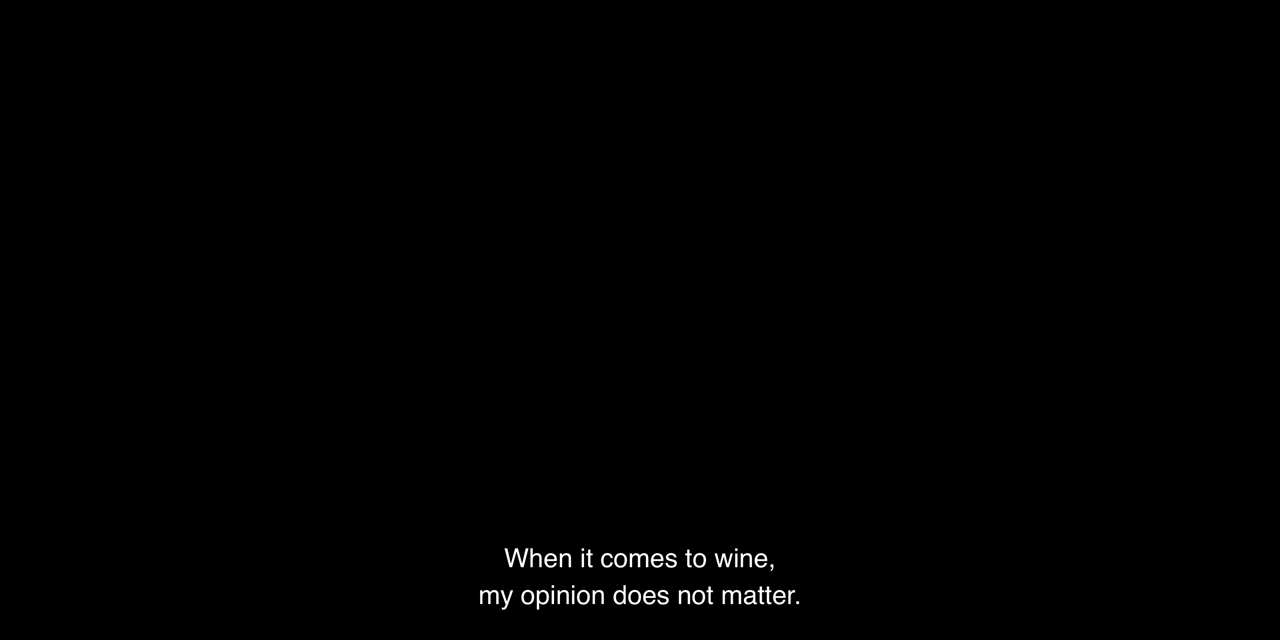 When it comes to wine,
my opinion does not matter.